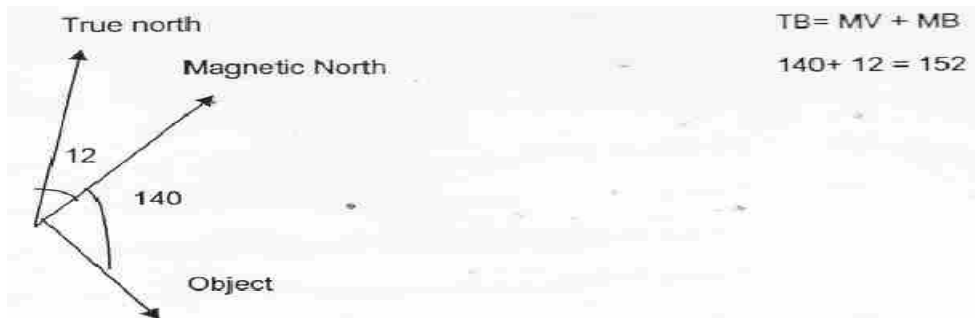 True north
TB= MV + MB
Magnetic North
140+ 12 = 152
12
140
Object